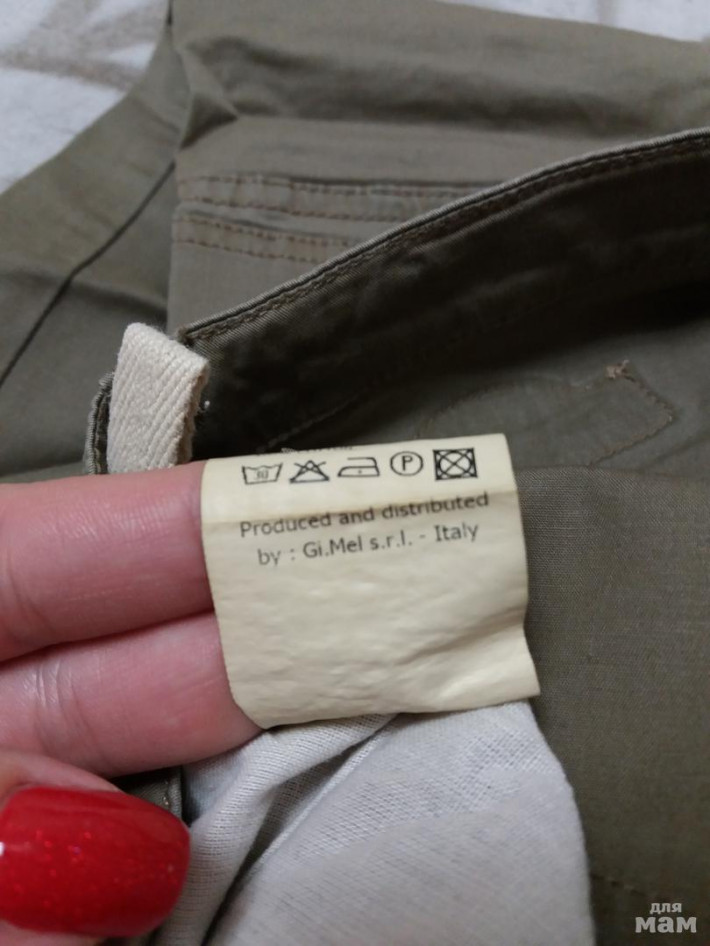 P
Produced and distributed
by : Gi.Mel s.r.l. - Italy
для
мам